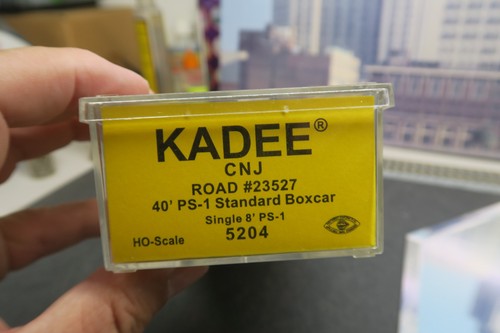 KADEE®
CNJ
ROAD #23527
40' PS-1 Standard Boxcar
Single 8' PS-1
HO-Scale 5204